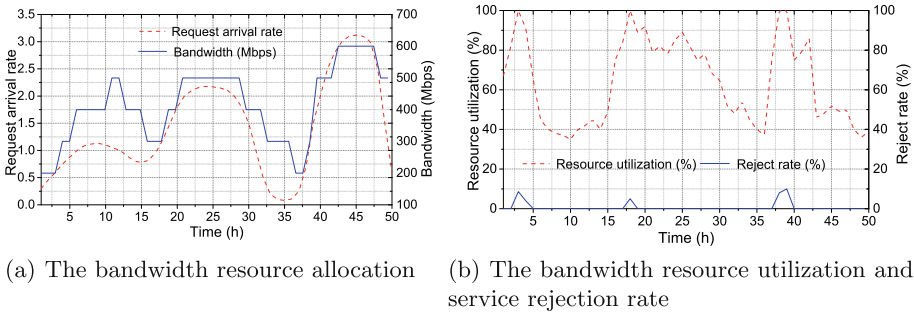 3.5
3.0
2.5
2.0
1.5
1.0
0.5
0.0
Request arrival rate
Request arrival rate
Bandwidth (Mbps)
700
600
500
400
300
200
100
Bandwidth (Mbps)
5 10 15 20 25 30 35 40 45 50
Time (h)
(a) The bandwidth resource allocation
100
80
60
40
20
0
Resource utilization (%)
Resource utilization (%)
Reject rate (%)
100
80
60
40
20
0
Reject rate (%)
0 5 10 15 20 25 30 35 40 45 50
Time (h)
(b) The bandwidth resource utilization and
service rejection rate